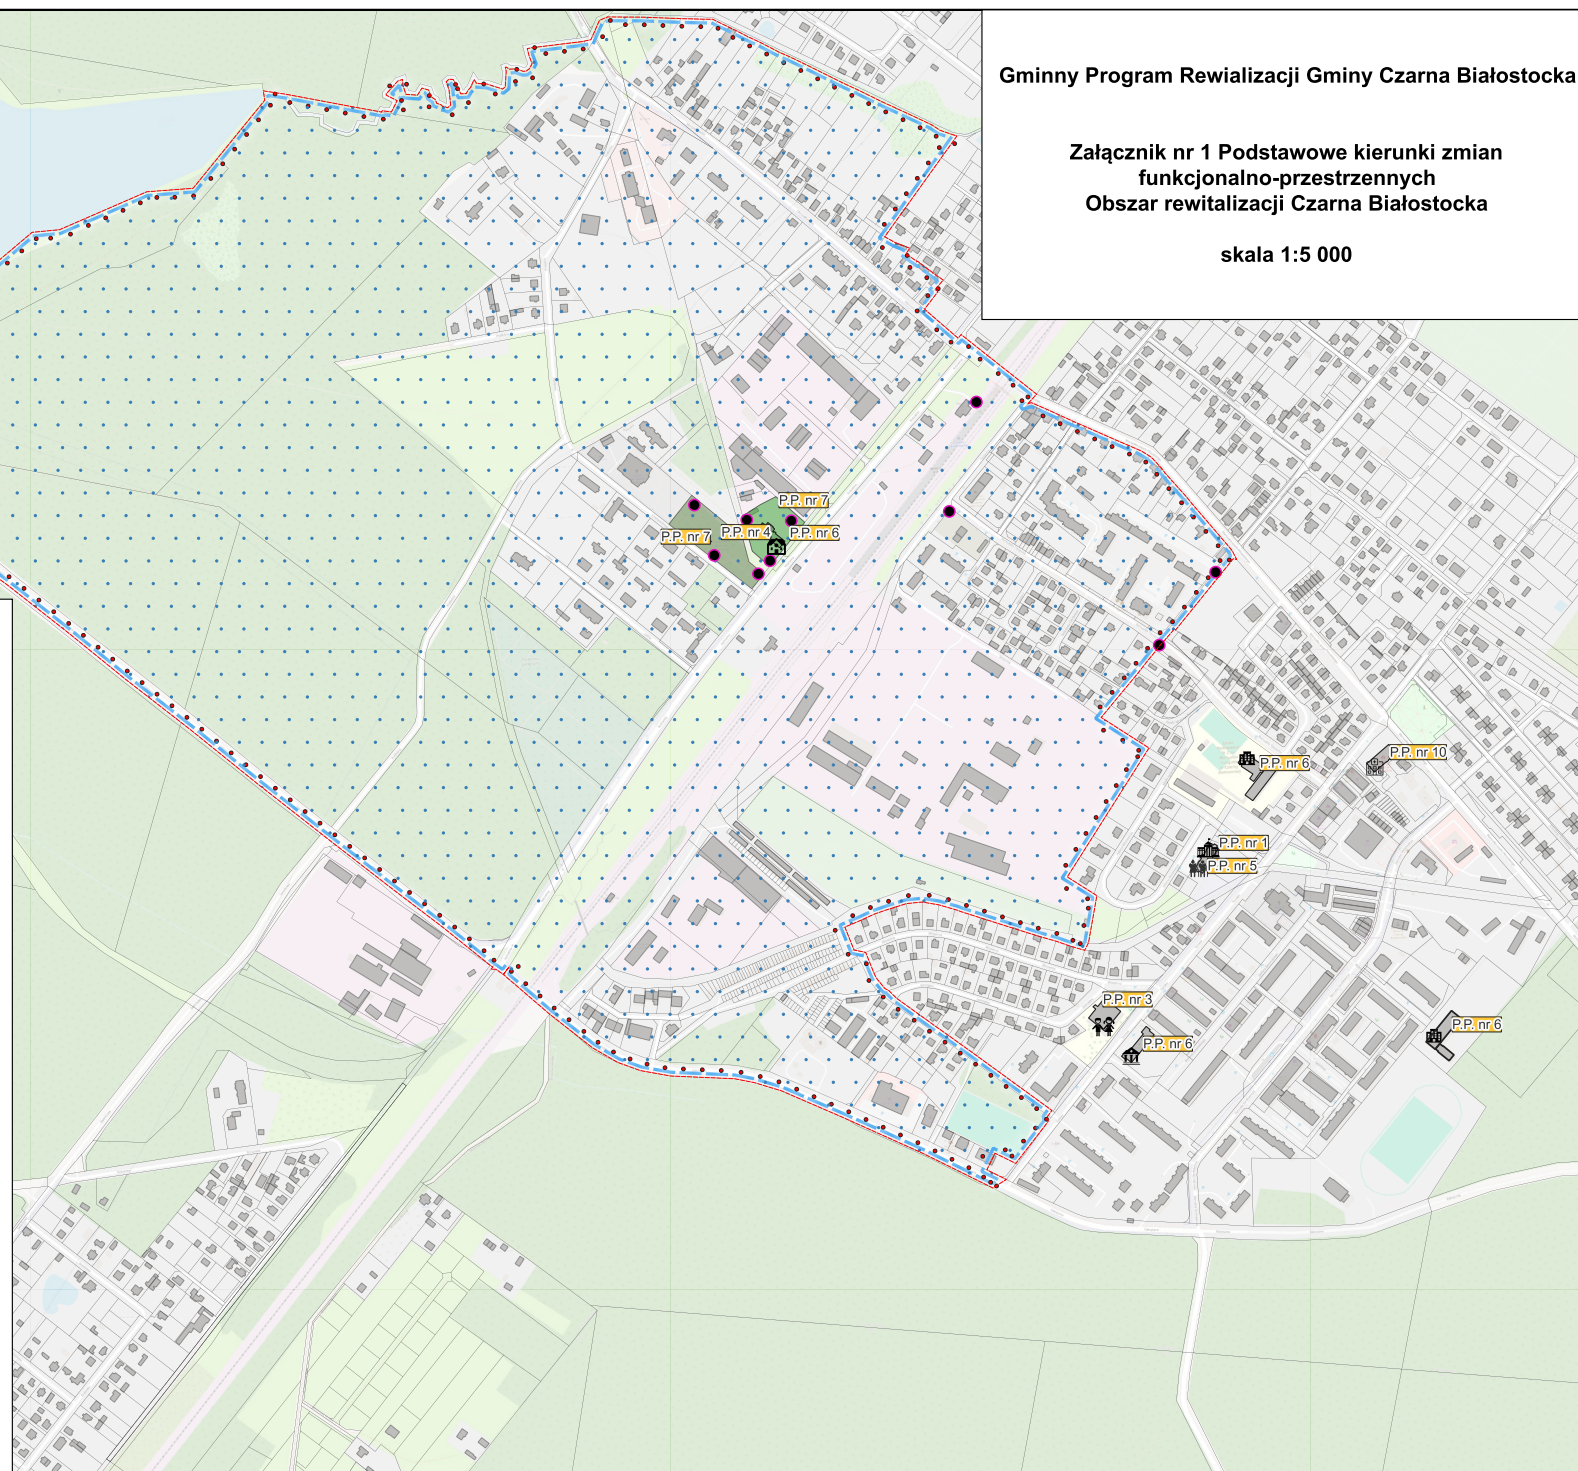 Gminny Program Rewializacji Gminy Czarna Białostocka
Załącznik nr 1 Podstawowe kierunki zmian
funkcjonalno-przestrzennych
Obszar rewitalizacji Czarna Białostocka
skala 1:5 000
P.P. nr 7
P.P. nr 4
P.P. nr 6
P.P. nr 7
P.P. nr 10
P.P. nr 6
P.P. nr 1
P.P. nr 5
P.P. nr 3
P.P. nr 6
P.P. nr 6